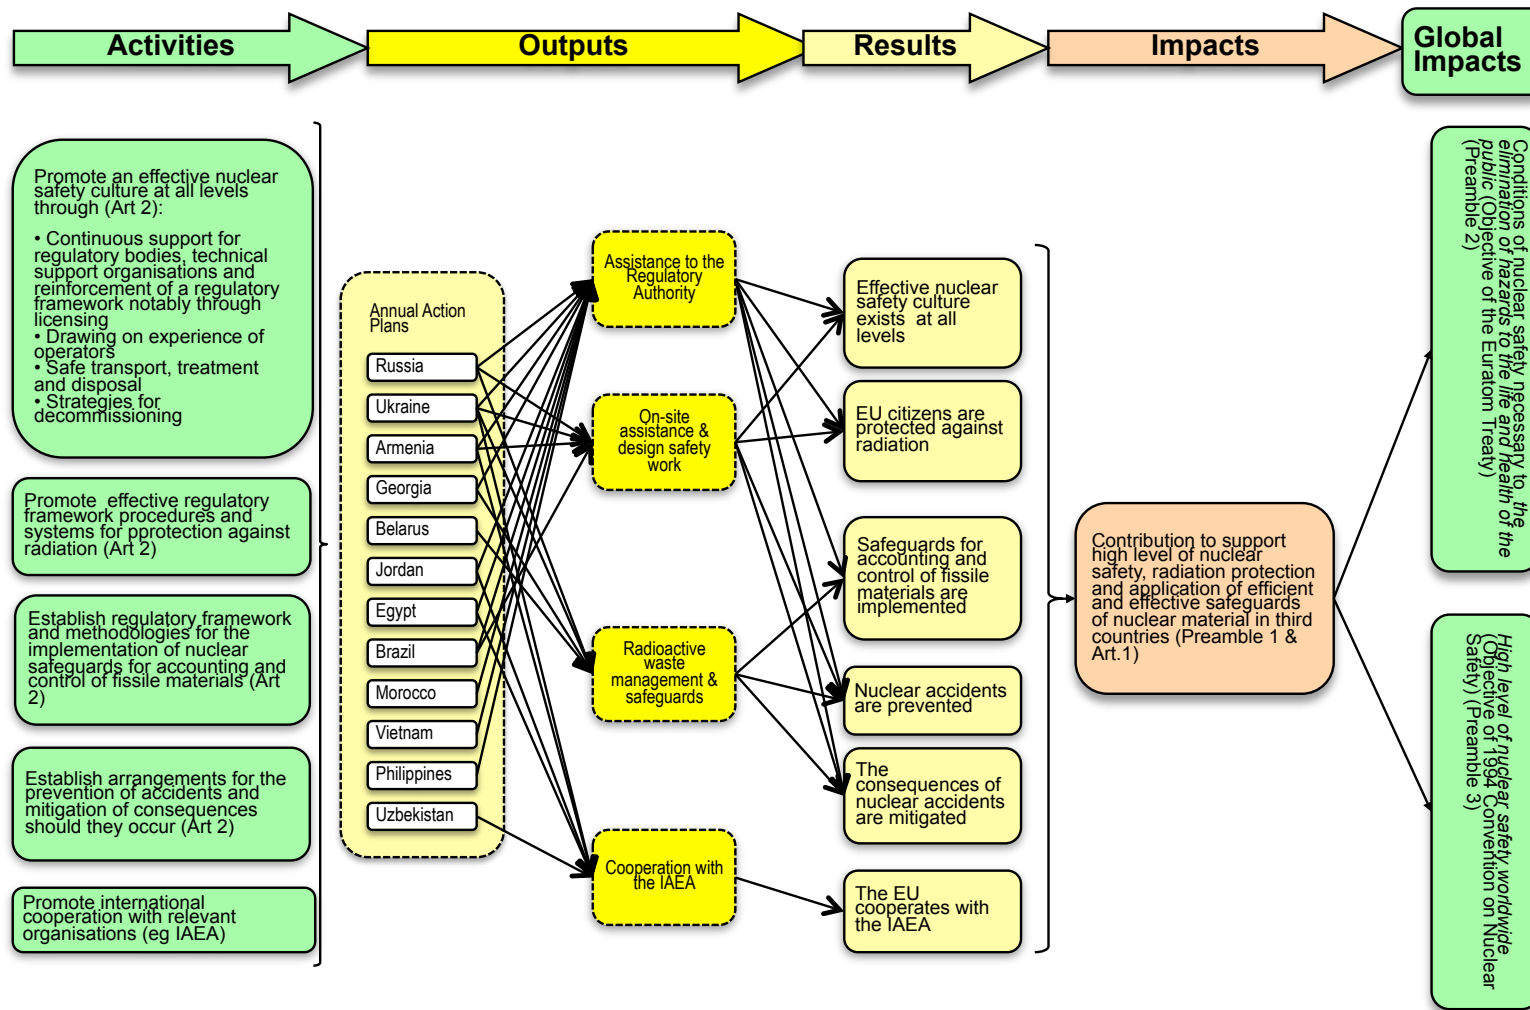 Activities
Outputs
Results
Impacts
Global
Impacts
Promote an effective nuclear
safety culture at all levels
through (Art 2):
• Continuous support for
regulatory bodies, technical
support organisations and
reinforcement of a regulatory
framework notably through
licensing
• Drawing on experience of
operators
• Safe transport, treatment
and disposal
• Strategies for
decommissioning
Promote effective regulatory
framework procedures and
systems for pprotection against
radiation (Art 2)
Establish regulatory framework
and methodologies for the
implementation of nuclear
safeguards for accounting and
control of fissile materials (Art
2)
Establish arrangements for the
prevention of accidents and
mitigation of consequences
should they occur (Art 2)
Promote international
cooperation with relevant
organisations (eg IAEA)
Annual Action
Plans
Russia
Ukraine
Armenia
Georgia
Belarus
Jordan
Egypt
Brazil
Morocco
Vietnam
Philippines
Uzbekistan
Assistance to the
Regulatory
Authority
On-site
assistance &
design safety
work
Radioactive
waste
management &
safeguards
Cooperation with
the IAEA
Effective nuclear
safety culture
exists at all
levels
EU citizens are
protected against
radiation
Safeguards for
accounting and
control of fissile
materials are
implemented
Nuclear accidents
are prevented
The
consequences of
nuclear accidents
are mitigated
The EU
cooperates with
the IAEA
Contribution to support
high level of nuclear
safety, radiation protection
and application of efficient
and effective safeguards
of nuclear material in third
countries (Preamble 1 &
Art.1)
Conditions of nuclear safety necessary to the
elimination of hazards to the life and health of the
public (Objective of the Euratom Treaty)
(Preamble 2)
High level of nuclear safety worldwide
(Objective of 1994 Convention on Nuclear
Safety) (Preamble 3)